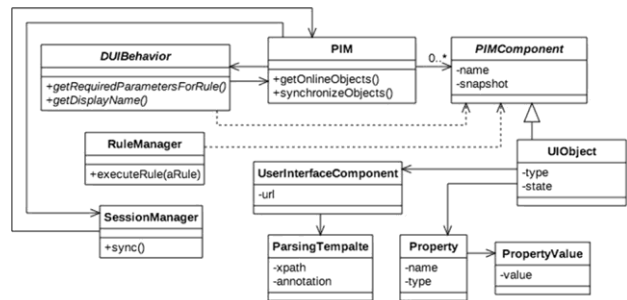 DUIBehavior
+getRequiredParametersForRule()
+getDisplayName()
PIM
+getOnlineObjects()
+synchronizeObjects()
0..*
PIMComponent
-name
-snapshot
RuleManager
+executeRule(aRule)
UserInterfaceComponent
-url
UIObject
-type
-state
SessionManager
+sync()
ParsingTempalte
-xpath
-annotation
Property
-name
-type
PropertyValue
-value